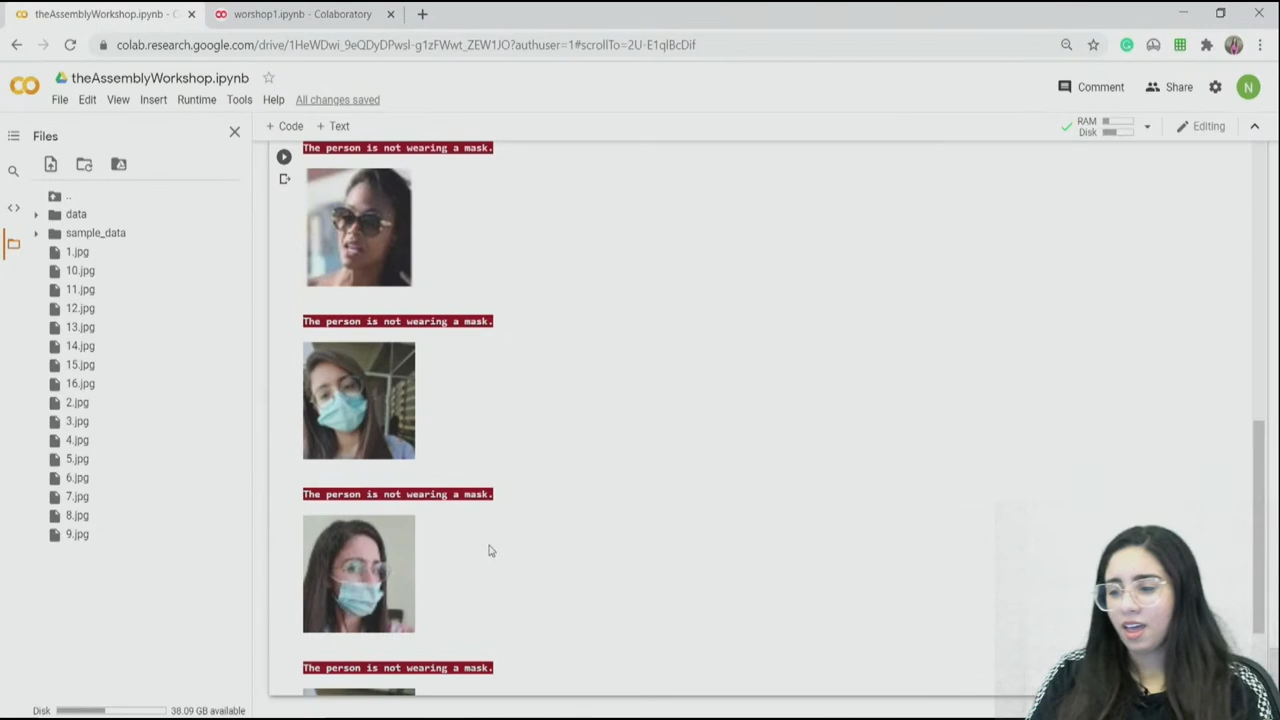 theAssemblyWorkshop.ipynb - C
worshop1.ipynb - Colaboratory
colab.research.google.com/drive/1HeWDwi_9eQDyDPwsl-g1zFWwt_ZEW1JO?authuser=1#scrollTo=2U-E1qlBcDif
theAssemblyWorkshop.ipynb
Comment
Share
N
File Edit View Insert Runtime Tools Help All changes saved
Files
+ Code + Text
RAM
Disk
Editing
..
data
sample_data
1.jpg
10.jpg
11.jpg
12.jpg
13.jpg
14.jpg
15.jpg
16.jpg
2.jpg
3.jpg
4.jpg
5.jpg
6.jpg
7.jpg
8.jpg
9.jpg
Disk 38.09 GB available
The person is not wearing a mask.
The person is not wearing a mask.
The person is not wearing a mask.
The person is not wearing a mask.